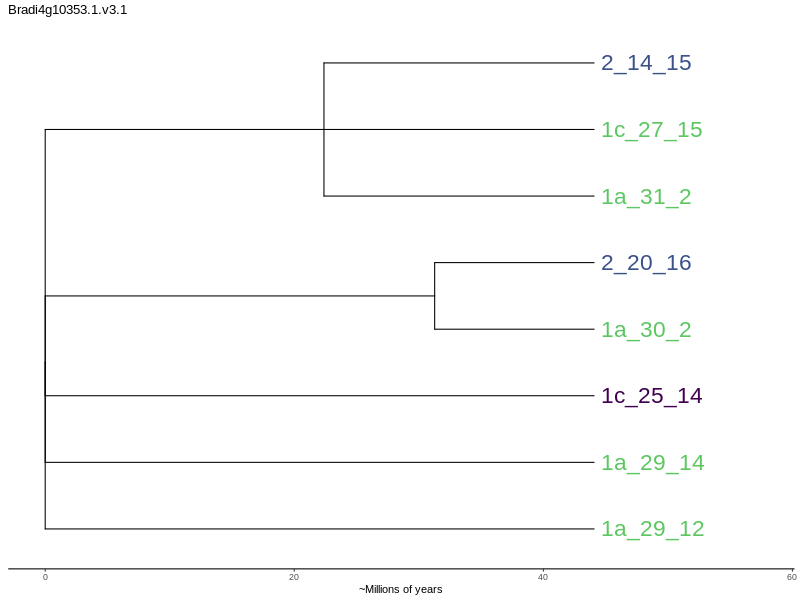 Bradi4g10353.1.v3.1
2_14_15
1c_27_15
1a_31_2
2_20_16
1a_30_2
1c_25_14
1a_29_14
1a_29_12
0 20 40 60
~Millions of years